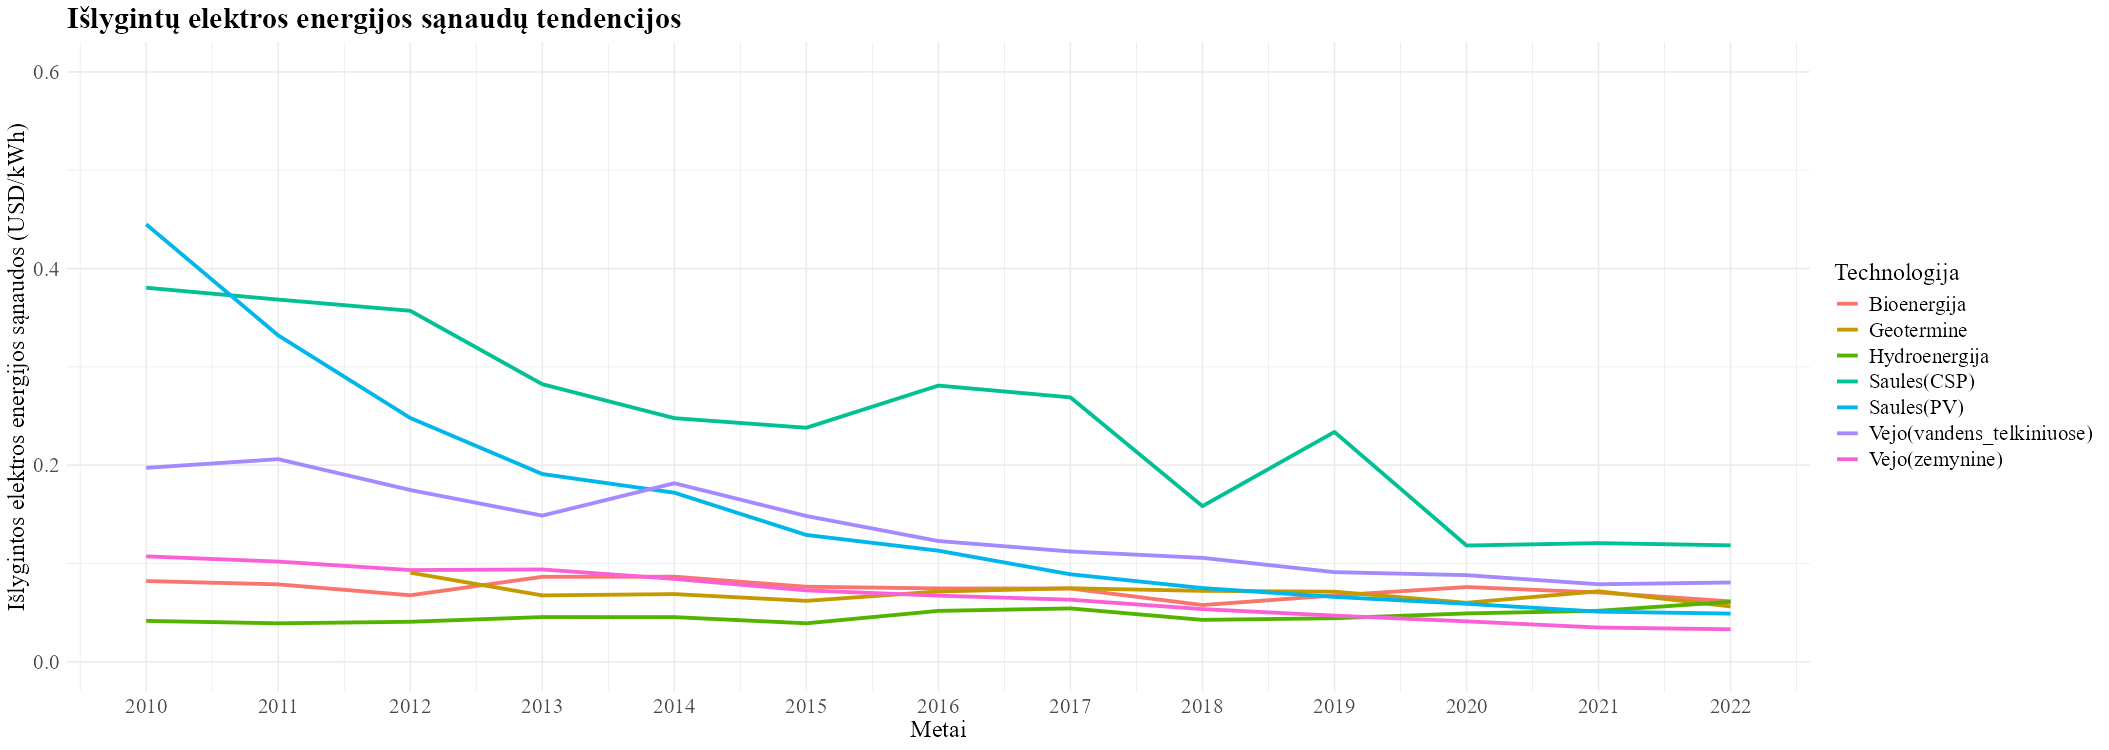 Išlygintų elektros energijos sąnaudų tendencijos
Išlygintos elektros energijos sąnaudos (USD/kWh)
0.6
0.4
0.2
0.0
2010 2011 2012 2013 2014 2015 2016 2017 2018 2019 2020 2021 2022
Metai
Technologija
Bioenergija
Geotermine
Hydroenergija
Saules(CSP)
Saules(PV)
Vejo(vandens_telkiniuose)
Vejo(zemynine)